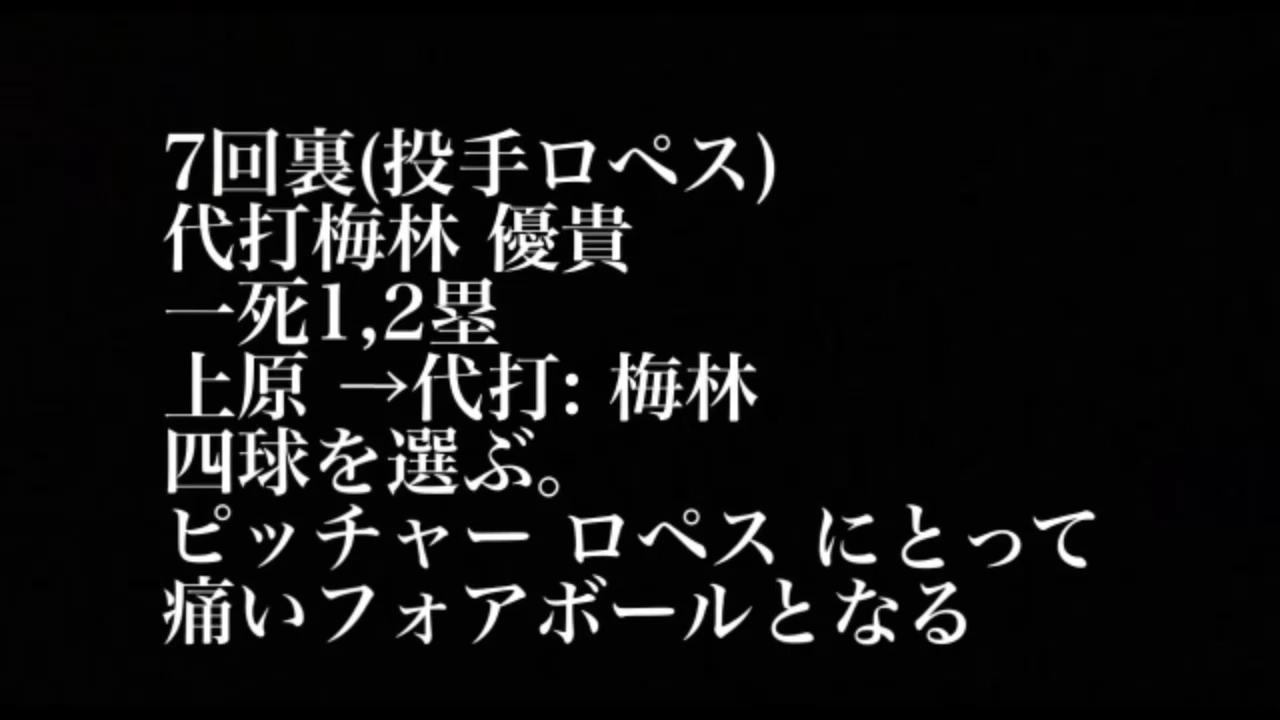 7回裏(投手ロペス)
代打梅林 優貴
一死1,2塁
上原 →代打: 梅林
四球を選ぶ。
ピッチャー ロペス にとって
痛いフォアボールとなる